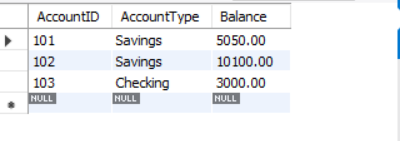 AccountID AccountType Balance
101 Savings 5050.00
102 Savings 10100.00
103 Checking 3000.00
NULL NULL NULL